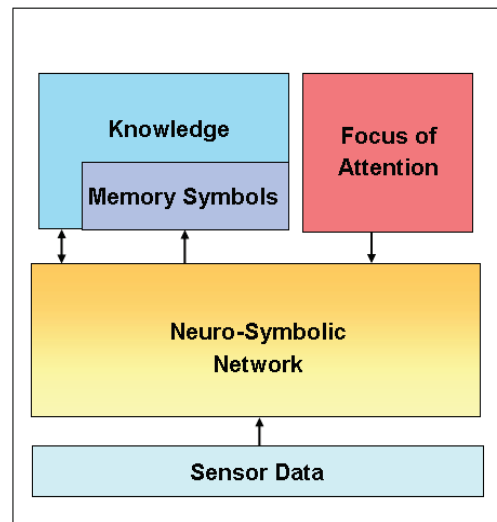 Knowledge
Memory Symbols
Focus of
Attention
Neuro-Symbolic
Network
Sensor Data